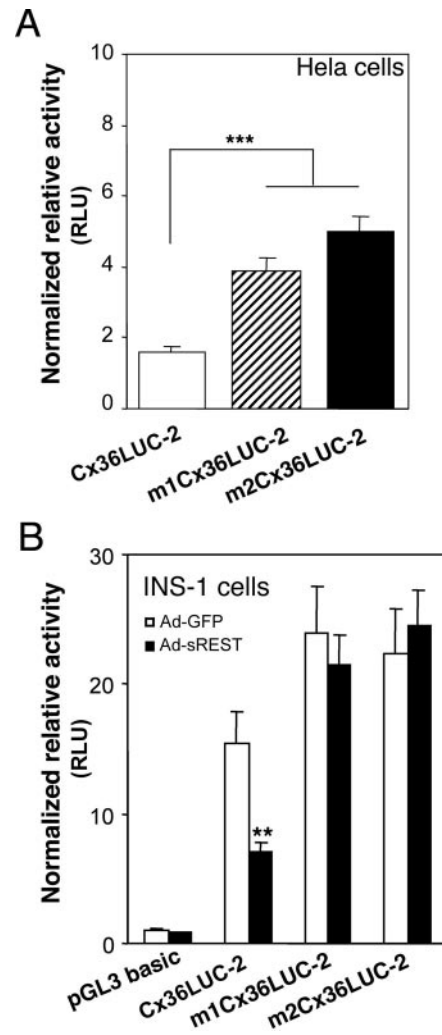 A
Hela cells
Normalized relative activity
(RLU)
10
8
6
4
2
0
***
Cx36LUC-2
m1Cx36LUC-2
m2Cx36LUC-2
B
INS-1 cells
Ad-GFP
Ad-sREST
Normalized relative activity
(RLU)
30
20
10
0
**
pGL3 basic
Cx36LUC-2
m1Cx36LUC-2
m2Cx36LUC-2